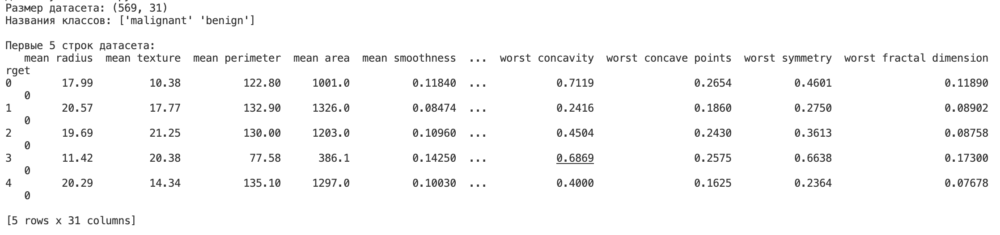 Размер датасета: (569, 31)
Названия классов: ['malignant' 'benign']
Первые 5 строк датасета:
mean radius mean texture mean perimeter mean area mean smoothness ... worst concavity worst concave points worst symmetry worst fractal dimension
rget
0 17.99 10.38 122.80 1001.0 0.11840 ... 0.7119 0.2654 0.4601 0.11890
0
1 20.57 17.77 132.90 1326.0 0.08474 ... 0.2416 0.1860 0.2750 0.08902
0
2 19.69 21.25 130.00 1203.0 0.10960 ... 0.4504 0.2430 0.3613 0.08758
0
3 11.42 20.38 77.58 386.1 0.14250 ... 0.6869 0.2575 0.6638 0.17300
0
4 20.29 14.34 135.10 1297.0 0.10030 ... 0.4000 0.1625 0.2364 0.07678
0
[5 rows x 31 columns]